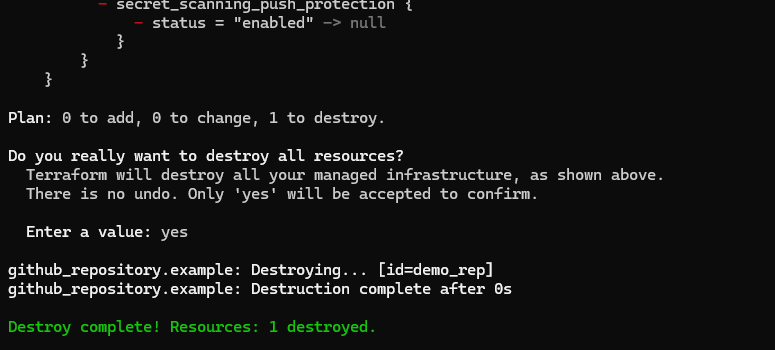 - secret_scanning_push_protection {
- status = "enabled" -> null
}
}
}
Plan: 0 to add, 0 to change, 1 to destroy.
Do you really want to destroy all resources?
Terraform will destroy all your managed infrastructure, as shown above.
There is no undo. Only 'yes' will be accepted to confirm.
Enter a value: yes
github_repository.example: Destroying... [id=demo_rep]
github_repository.example: Destruction complete after 0s
Destroy complete! Resources: 1 destroyed.